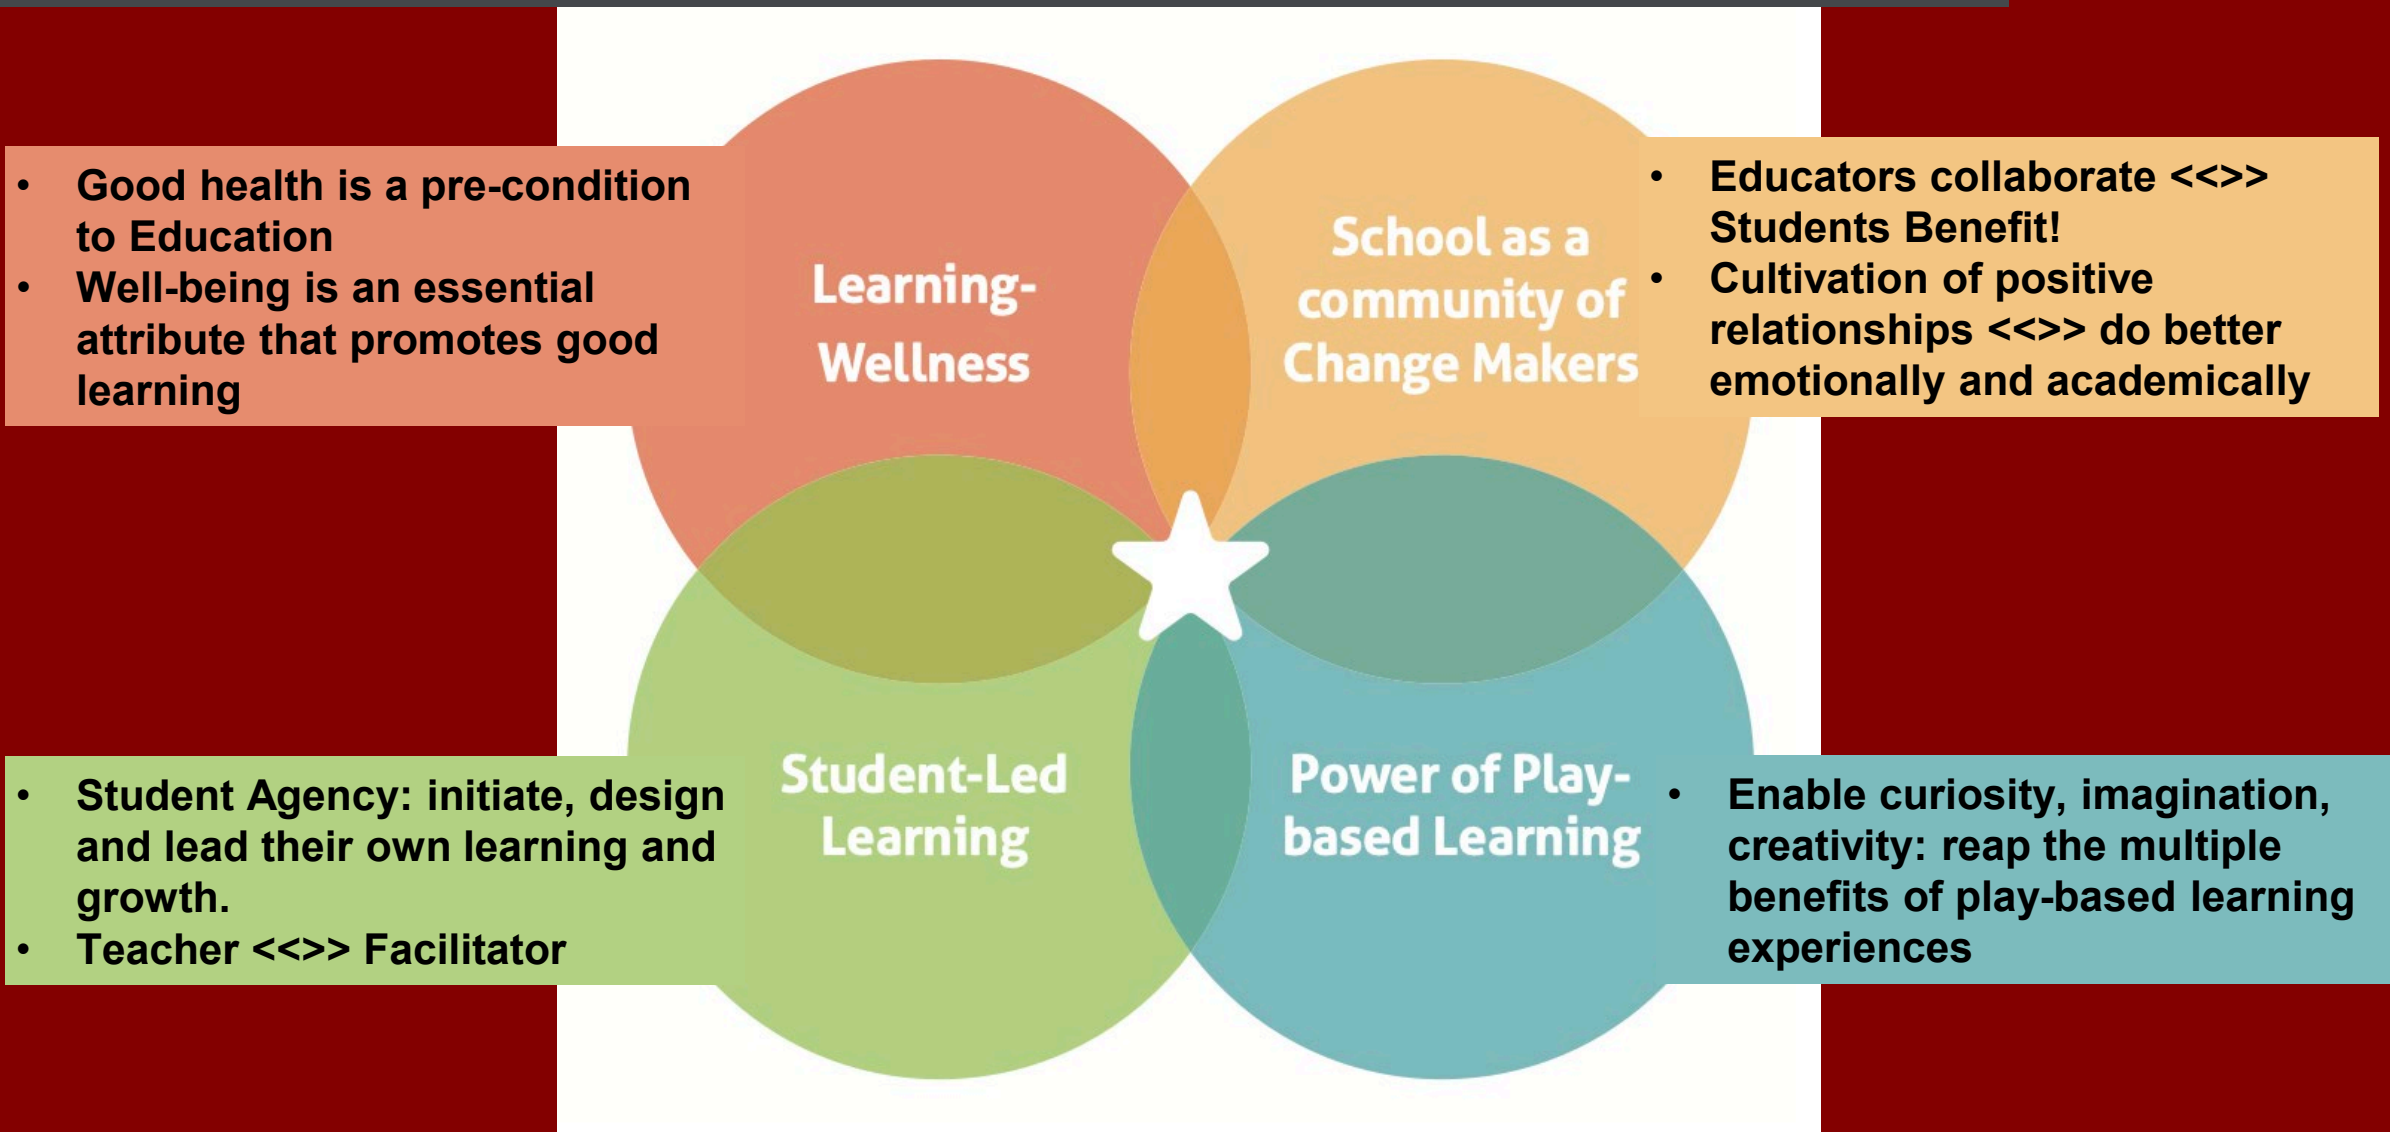 • Good health is a pre-condition
to Education
• Well-being is an essential
attribute that promotes good
learning
Learning-
Wellness
School as a
community of
Change Makers
• Educators collaborate <<>>
Students Benefit!
• Cultivation of positive
relationships <<>> do better
emotionally and academically
• Student Agency: initiate, design
and lead their own learning and
growth.
• Teacher <<>> Facilitator
Student-Led
Learning
Power of Play-
based Learning
• Enable curiosity, imagination,
creativity: reap the multiple
benefits of play-based learning
experiences